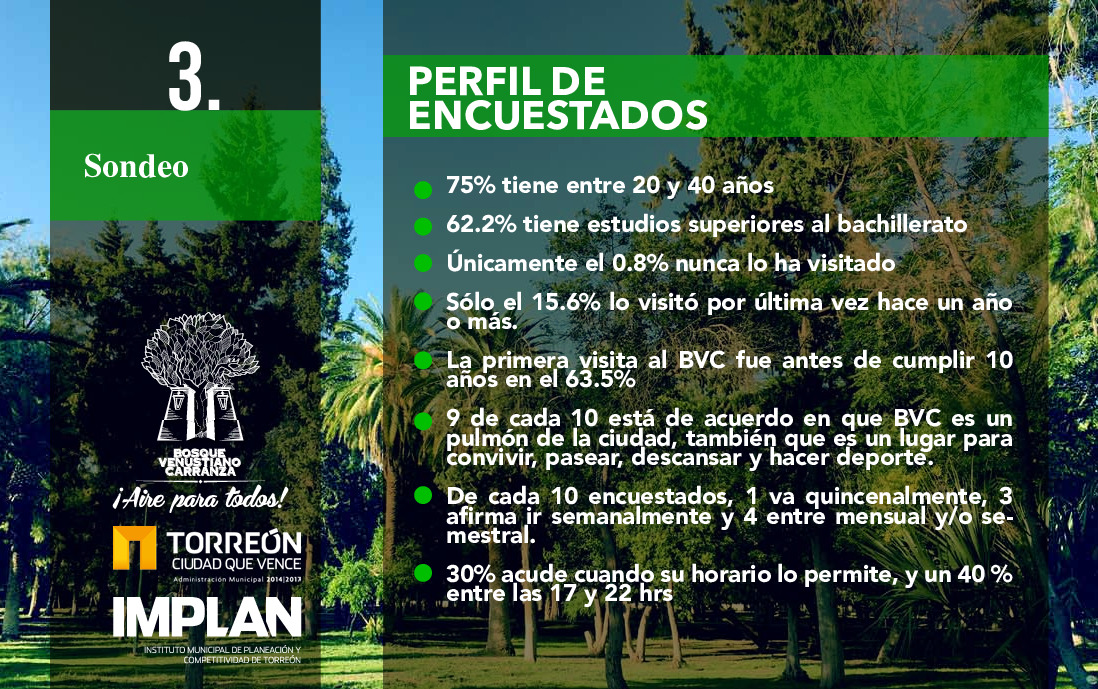 3.
Sondeo
BOSQUE
VENUSTIANO
CARRANZA
¡Aire para todos!
TORREÓN
CIUDAD QUE VENCE
Administración Municipal 2014|2017
IMPLAN
INSTITUTO MUNICIPAL DE PLANEACIÓN Y
COMPETITIVIDAD DE TORREÓN
PERFIL DE
ENCUESTADOS
75% tiene entre 20 y 40 años
62.2% tiene estudios superiores al bachillerato
Únicamente el 0.8% nunca lo ha visitado
Sólo el 15.6% lo visitó por última vez hace un año
o más.
La primera visita al BVC fue antes de cumplir 10
años en el 63.5%
9 de cada 10 está de acuerdo en que BVC es un
pulmón de la ciudad, también que es un lugar para
convivir, pasear, descansar y hacer deporte.
De cada 10 encuestados, 1 va quincenalmente, 3
afirma ir semanalmente y 4 entre mensual y/o se-
mestral.
30% acude cuando su horario lo permite, y un 40 %
entre las 17 y 22 hrs